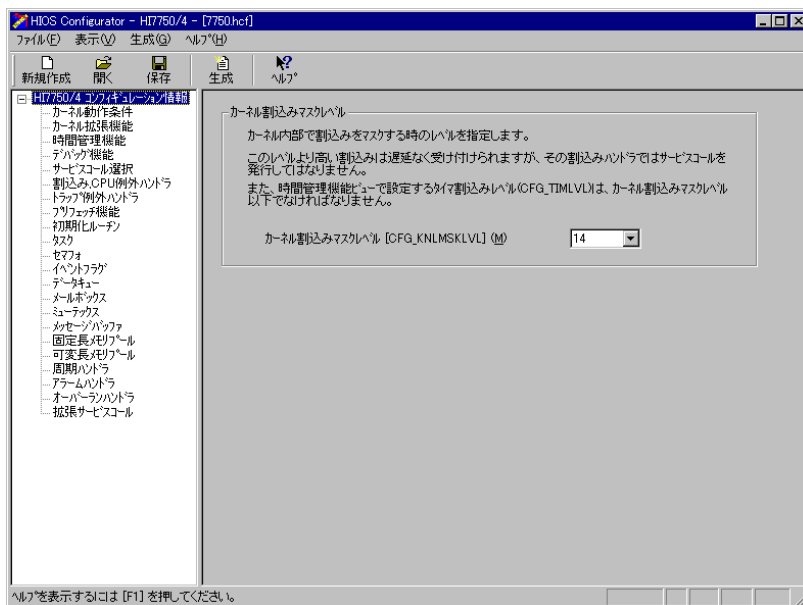 HIOS Configurator - HI7750/4 - [7750.hcf]
ﾌｧｲﾙ(F) 表示(V) 生成(G) ﾍﾙﾌﾟ(H)
新規作成 開く 保存 生成 ﾍﾙﾌﾟ
HI7750/4 ｺﾝﾌｨｷﾞｭﾚｰｼｮﾝ情報
ｶｰﾈﾙ動作条件
ｶｰﾈﾙ拡張機能
時間管理機能
ﾃﾞﾊﾞｯｸﾞ機能
ｻｰﾋﾞｽｺｰﾙ選択
割込み,CPU例外ﾊﾝﾄﾞﾗ
ﾄﾗｯﾌﾟ例外ﾊﾝﾄﾞﾗ
ﾌﾟﾘﾌｪｯﾁ機能
初期化ﾙｰﾁﾝ
ﾀｽｸ
ｾﾏﾌｫ
ｲﾍﾞﾝﾄﾌﾗｸﾞ
ﾃﾞｰﾀｷｭｰ
ﾒｰﾙﾎﾞｯｸｽ
ﾐｭｰﾃｯｸｽ
ﾒｯｾｰｼﾞﾊﾞｯﾌｧ
固定長ﾒﾓﾘﾌﾟｰﾙ
可変長ﾒﾓﾘﾌﾟｰﾙ
周期ﾊﾝﾄﾞﾗ
ｱﾗｰﾑﾊﾝﾄﾞﾗ
ｵｰﾊﾞｰﾗﾝﾊﾝﾄﾞﾗ
拡張ｻｰﾋﾞｽｺｰﾙ
ｶｰﾈﾙ割込みﾏｽｸﾚﾍﾞﾙ
ｶｰﾈﾙ内部で割込みをﾏｽｸする時のﾚﾍﾞﾙを指定します。
このﾚﾍﾞﾙより高い割込みは遅延なく受け付けられますが、その割込みﾊﾝﾄﾞﾗではｻｰﾋﾞｽｺｰﾙを
発行してはなりません。
また、時間管理機能ﾋﾞｭｰで設定するﾀｲﾏ割込みﾚﾍﾞﾙ(CFG_TIMLVL)は、ｶｰﾈﾙ割込みﾏｽｸﾚﾍﾞﾙ
以下でなければなりません。
ｶｰﾈﾙ割込みﾏｽｸﾚﾍﾞﾙ [CFG_KNLMSKLVL] (M) 14
ﾍﾙﾌﾟを表示するには [F1] を押してください。